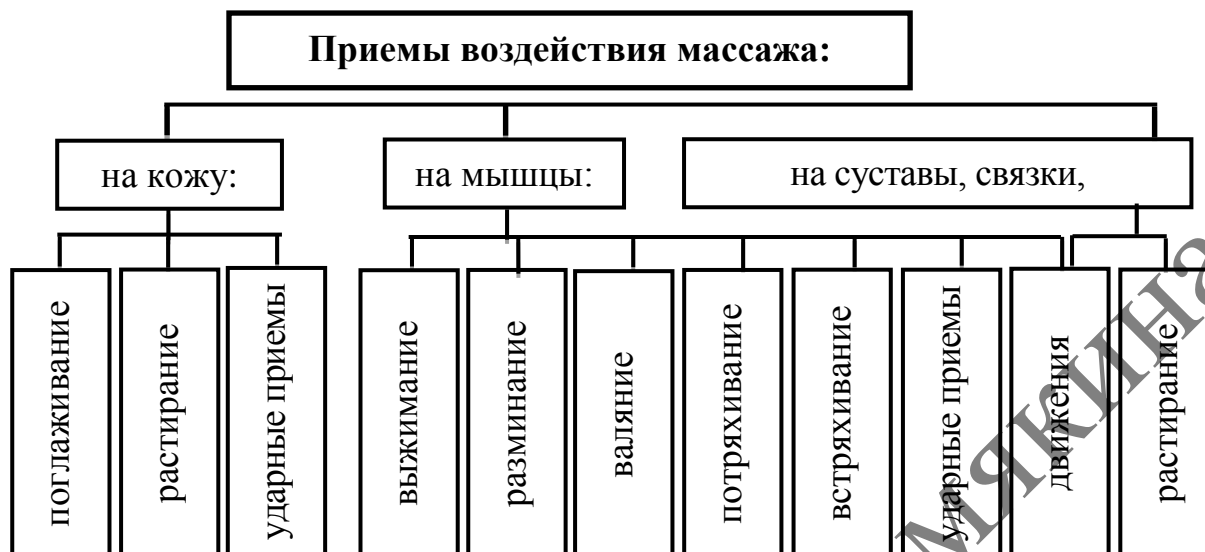 Приемы воздействия массажа:
на кожу:
на мышцы:
на суставы, связки,
поглаживание
растирание
ударные приемы
выжимание
разминание
валяние
потряхивание
встряхивание
ударные приемы
движения
растирание
мякина